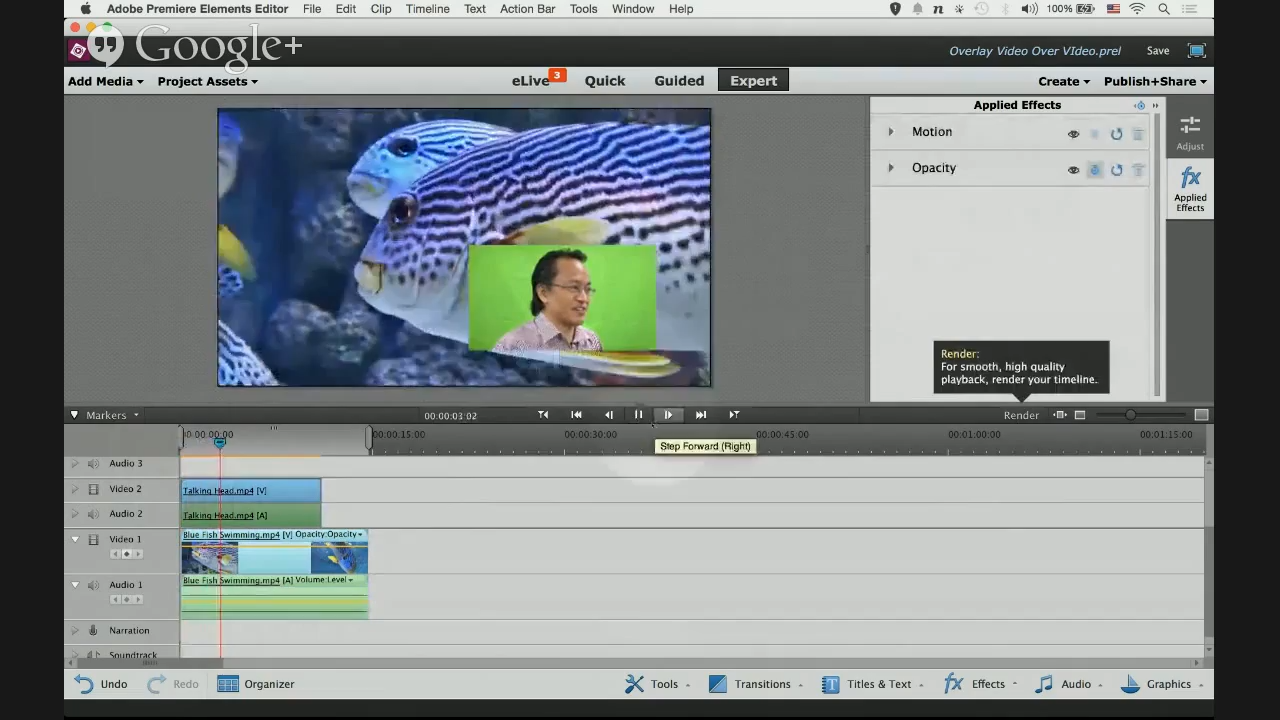 Adobe Premiere Elements Editor File Edit Clip Timeline Text Action Bar Tools Window Help
100%
Google+
Overlay Video Over VIdeo.prel Save
Add Media Project Assets eLive 3 Quick Guided Expert Create Publish+Share
Applied Effects
Motion
Opacity
Adjust
fx
Applied
Effects
Render:
For smooth, high quality
playback, render your timeline.
Markers 00:00:03:02 Render
Step Forward (Right)
00:00:00:00 00:00:15:00 00:00:30:00 00:00:45:00 00:01:00:00 00:01:15:00
Audio 3
Video 2 Talking Head.mp4 [V]
Audio 2 Talking Head.mp4 [A]
Video 1 Blue Fish Swimming.mp4 [V] Opacity:Opacity
Audio 1 Blue Fish Swimming.mp4 [A] Volume:Level
Narration
Soundtrack
Undo Redo Organizer Tools Transitions Titles & Text Effects Audio Graphics